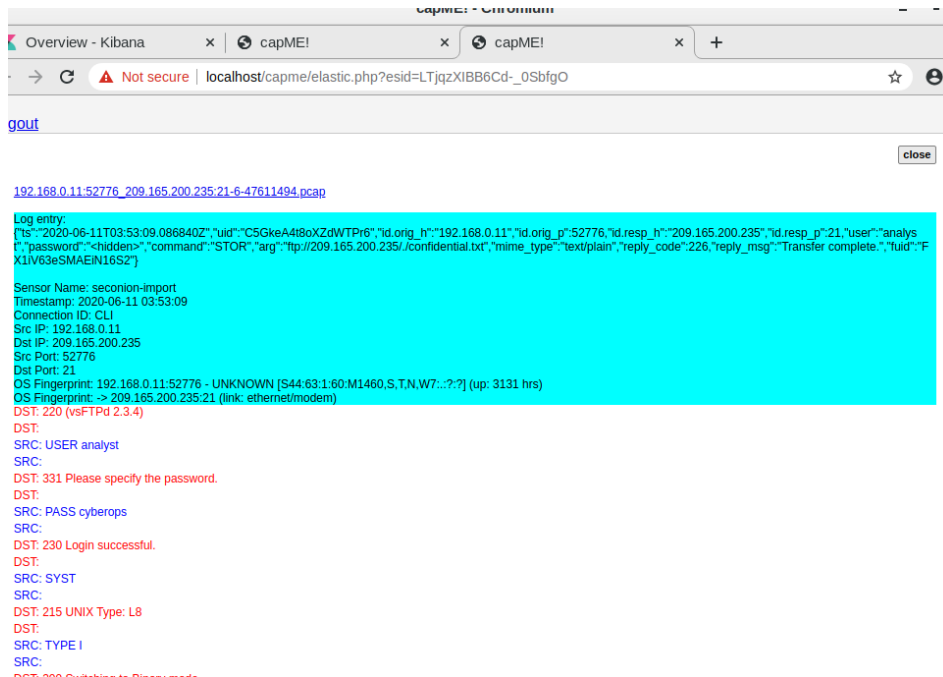 capME! - Chromium
Overview - Kibana × capME! × capME! × +
Not secure | localhost/capme/elastic.php?esid=LTjqzXIBB6Cd-_0SbfgO
gout
close
192.168.0.11:52776_209.165.200.235:21-6-47611494.pcap
Log entry:
{"ts":"2020-06-11T03:53:09.086840Z","uid":"C5GkeA4t8oXZdWTPr6","id.orig_h":"192.168.0.11","id.orig_p":52776,"id.resp_h":"209.165.200.235","id.resp_p":21,"user":"analys
t","password":"<hidden>","command":"STOR","arg":"ftp://209.165.200.235/./confidential.txt","mime_type":"text/plain","reply_code":226,"reply_msg":"Transfer complete.","fuid":"F
X1iV63eSMAEiN16S2"}
Sensor Name: seconion-import
Timestamp: 2020-06-11 03:53:09
Connection ID: CLI
Src IP: 192.168.0.11
Dst IP: 209.165.200.235
Src Port: 52776
Dst Port: 21
OS Fingerprint: 192.168.0.11:52776 - UNKNOWN [S44:63:1:60:M1460,S,T,N,W7:.:?:?] (up: 3131 hrs)
OS Fingerprint: -> 209.165.200.235:21 (link: ethernet/modem)
DST: 220 (vsFTPd 2.3.4)
DST:
SRC: USER analyst
SRC:
DST: 331 Please specify the password.
DST:
SRC: PASS cyberops
SRC:
DST: 230 Login successful.
DST:
SRC: SYST
SRC:
DST: 215 UNIX Type: L8
DST:
SRC: TYPE I
SRC:
DST: 200 Switching to Binary mode.